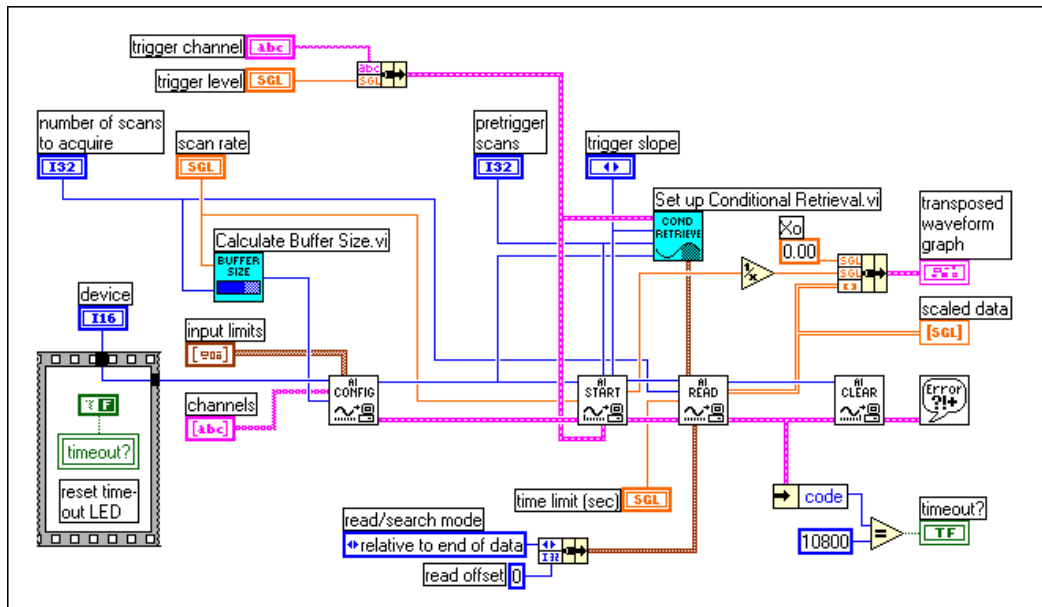 trigger channel
abc
trigger level
SGL
abc
SGL
number of scans
to acquire
I32
scan rate
SGL
pretrigger
scans
I32
trigger slope
Set up Conditional Retrieval.vi
COND
RETRIEVE
transposed
waveform
graph
Xo
0.00
SGL
SGL
1/x
Calculate Buffer Size.vi
BUFFER
SIZE
device
I16
scaled data
[SGL]
input limits
AI
CONFIG
AI
START
AI
READ
AI
CLEAR
Error
?!+
channels
[abc]
F
timeout?
reset time-
out LED
time limit (sec)
SGL
code
timeout?
TF
10800
=
read/search mode
relative to end of data
I32
read offset
0